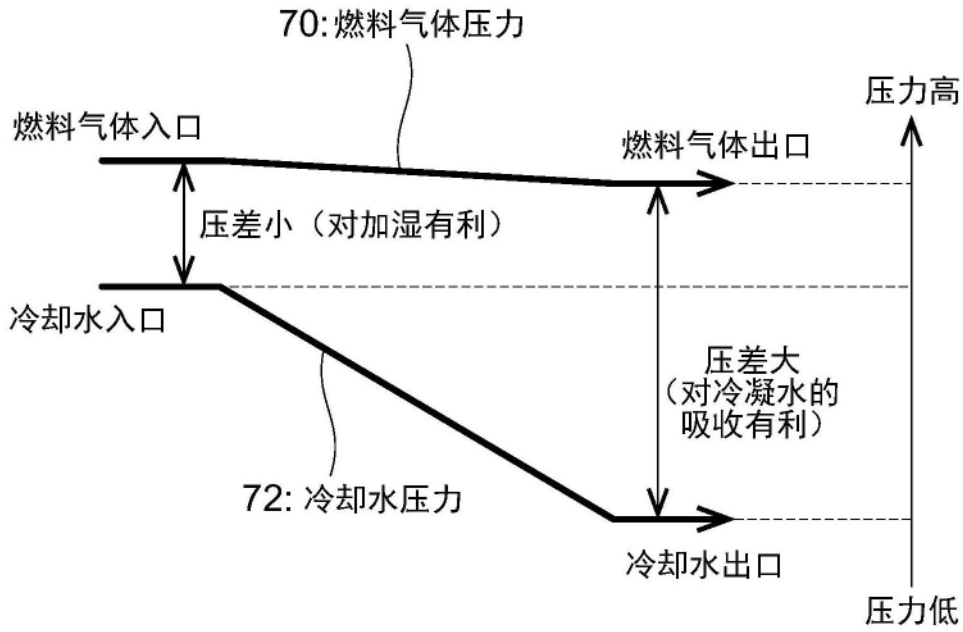 70: 燃料气体压力
压力高
燃料气体入口
燃料气体出口
压差小（对加湿有利）
冷却水入口
压差大
（对冷凝水的
吸收有利）
72: 冷却水压力
冷却水出口
压力低